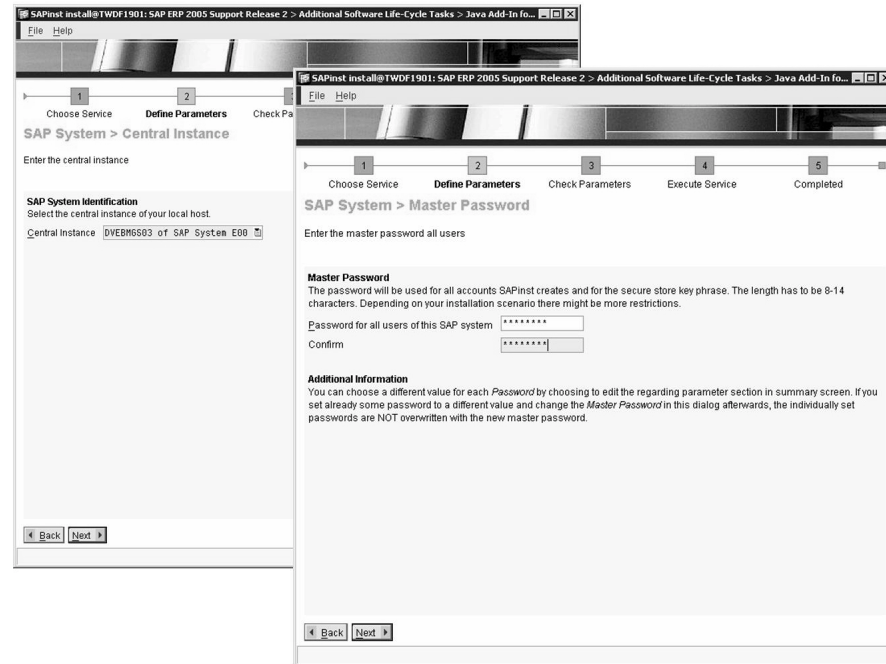 SAPinst install@TWDF1901: SAP ERP 2005 Support Release 2 > Additional Software Life-Cycle Tasks > Java Add-In fo...
File Help
1 2
Choose Service Define Parameters Check Pa
SAP System > Central Instance
Enter the central instance
SAP System Identification
Select the central instance of your local host.
Central Instance DVEBMGS03 of SAP System E00
Back Next
SAPinst install@TWDF1901: SAP ERP 2005 Support Release 2 > Additional Software Life-Cycle Tasks > Java Add-In fo...
File Help
1 2 3 4 5
Choose Service Define Parameters Check Parameters Execute Service Completed
SAP System > Master Password
Enter the master password all users
Master Password
The password will be used for all accounts SAPinst creates and for the secure store key phrase. The length has to be 8-14
characters. Depending on your installation scenario there might be more restrictions.
Password for all users of this SAP system ********
Confirm ********
Additional Information
You can choose a different value for each Password by choosing to edit the regarding parameter section in summary screen. If you
set already some password to a different value and change the Master Password in this dialog afterwards, the individually set
passwords are NOT overwritten with the new master password.
Back Next